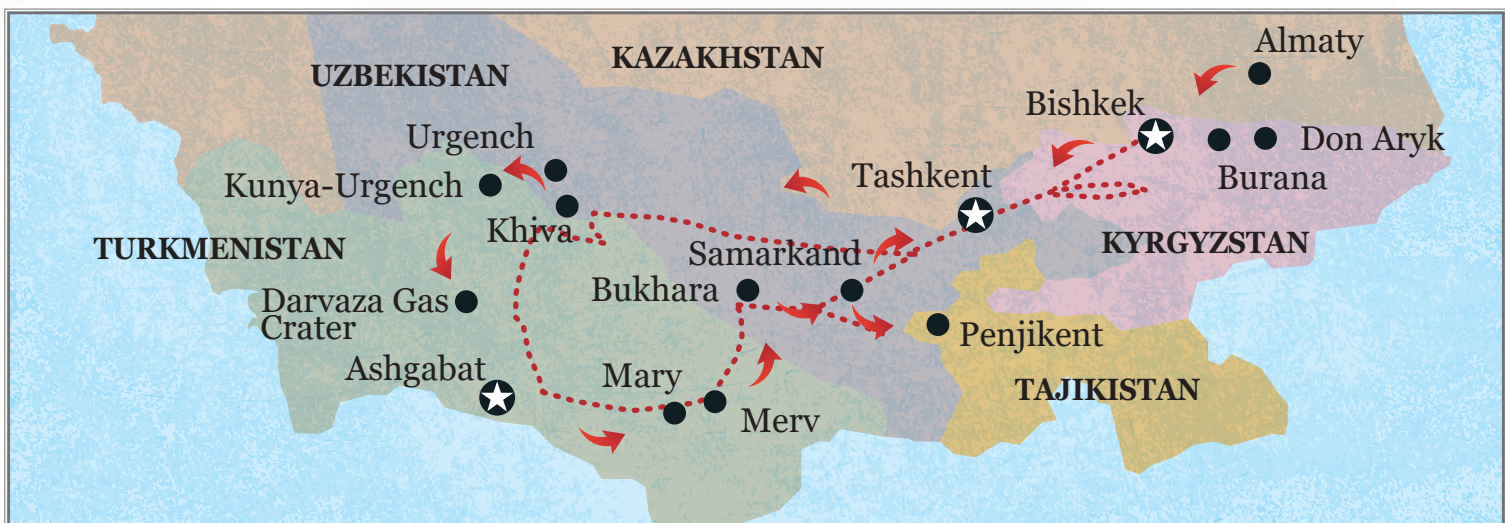 KAZAKHSTAN
Almaty
UZBEKISTAN
Bishkek
Urgench
Don Aryk
Kunya-Urgench
Tashkent
Burana
Khiva
TURKMENISTAN
KYRGYZSTAN
Samarkand
Bukhara
Darvaza Gas
Crater
Penjikent
Ashgabat
Mary
TAJIKISTAN
Merv